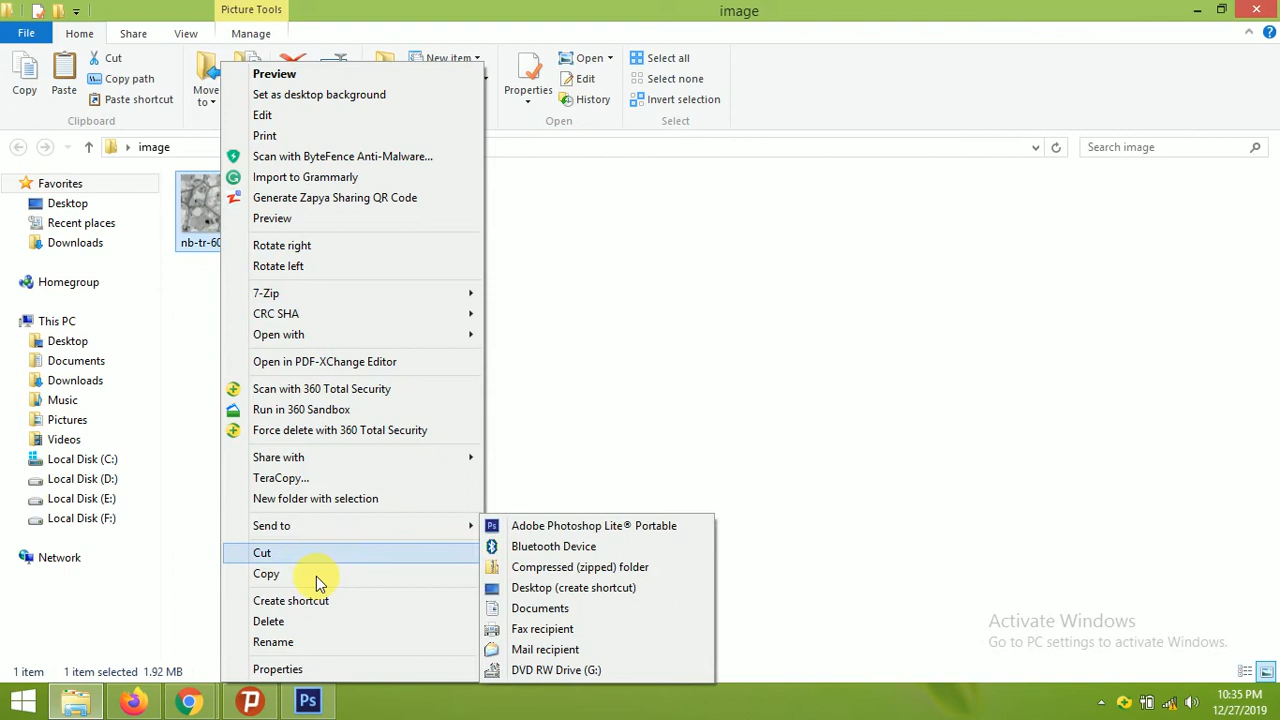 Picture Tools
image
File
Home
Share
View
Manage
Copy
Paste
Cut
Copy path
Paste shortcut
Clipboard
Move
to
New item
Properties
Open
Edit
History
Open
Select all
Select none
Invert selection
Select
image
Search image
Favorites
Desktop
Recent places
Downloads
Homegroup
This PC
Desktop
Documents
Downloads
Music
Pictures
Videos
Local Disk (C:)
Local Disk (D:)
Local Disk (E:)
Local Disk (F:)
Network
nb-tr-60
Preview
Set as desktop background
Edit
Print
Scan with ByteFence Anti-Malware...
Import to Grammarly
Generate Zapya Sharing QR Code
Preview
Rotate right
Rotate left
7-Zip
CRC SHA
Open with
Open in PDF-XChange Editor
Scan with 360 Total Security
Run in 360 Sandbox
Force delete with 360 Total Security
Share with
TeraCopy...
New folder with selection
Send to
Cut
Copy
Create shortcut
Delete
Rename
Properties
Adobe Photoshop Lite® Portable
Bluetooth Device
Compressed (zipped) folder
Desktop (create shortcut)
Documents
Fax recipient
Mail recipient
DVD RW Drive (G:)
Activate Windows
Go to PC settings to activate Windows.
1 item
1 item selected 1.92 MB
Ps
10:35 PM
12/27/2019